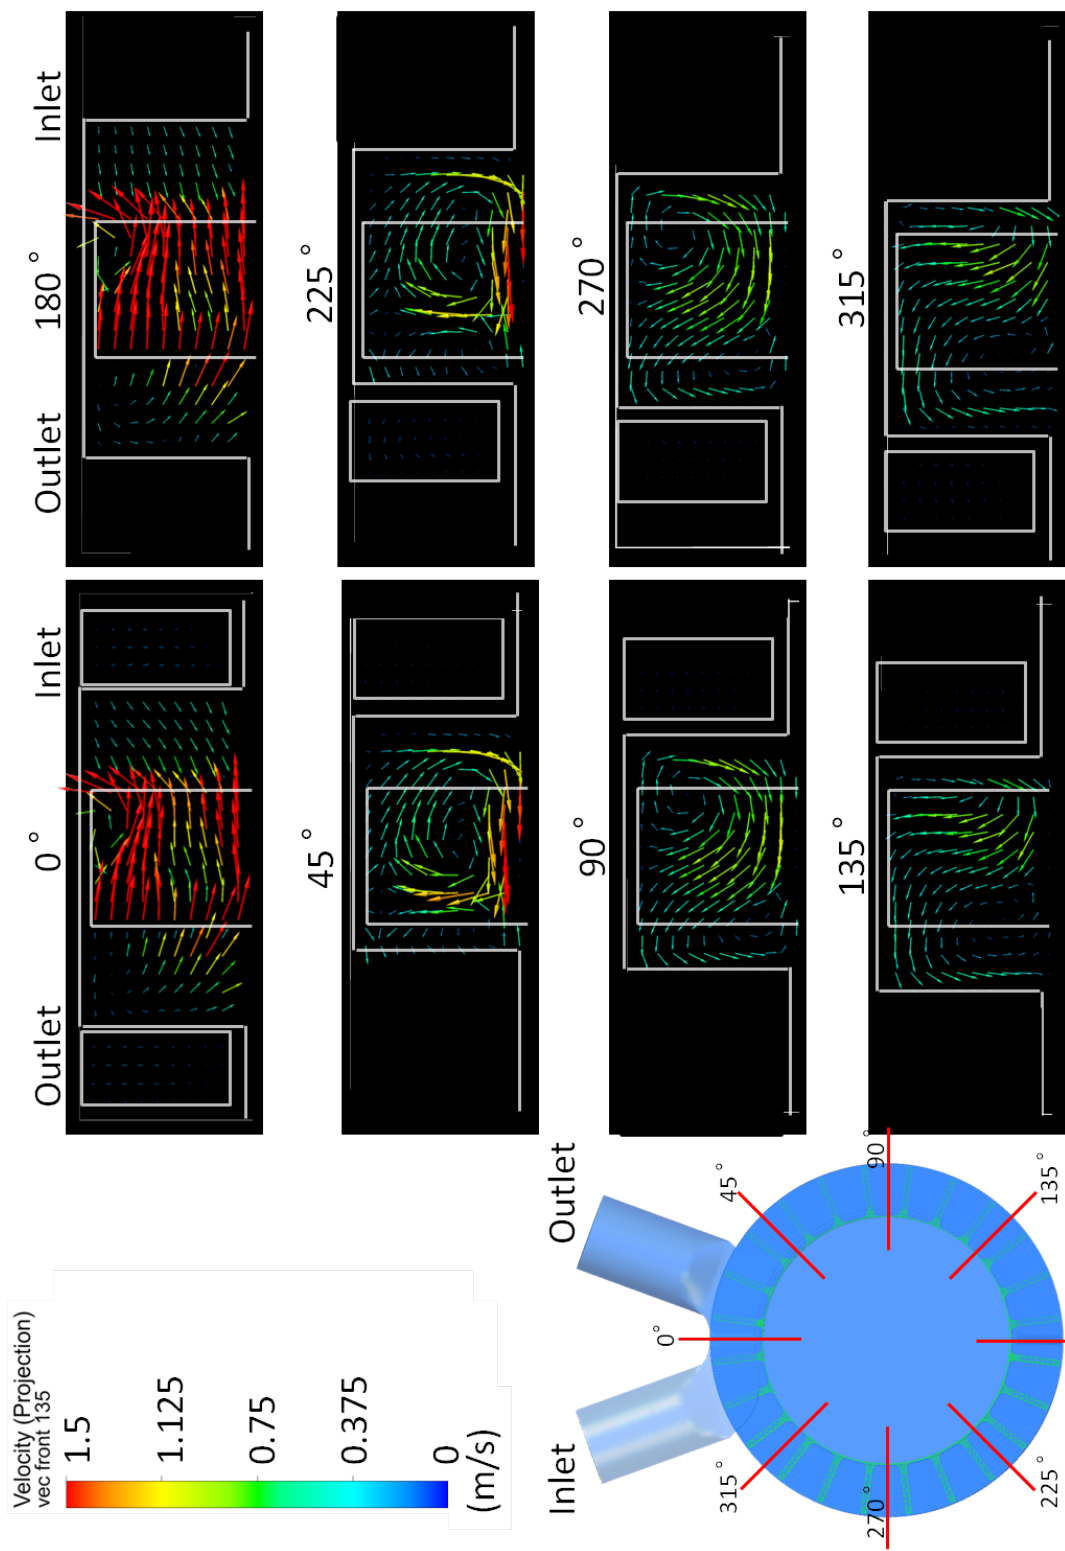 Velocity (Projection)
vec front 135
1.5
1.125
0.75
0.375
0
(m/s)
Inlet
Outlet
0°
45°
90°
135°
225°
270°
315°
Outlet
0°
Inlet
45°
90°
135°
Outlet
180°
Inlet
225°
270°
315°